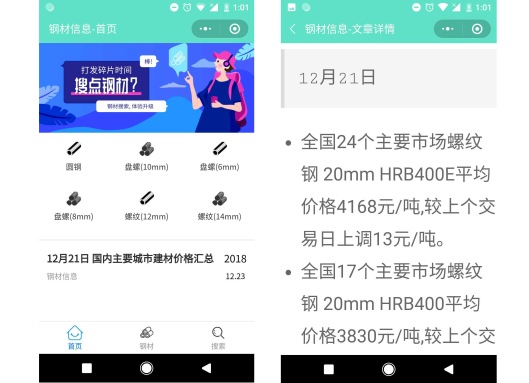 1:01
钢材信息-首页
打发碎片时间
搜点钢材?
棒!
钢材搜索, 体验升级
圆钢
盘螺(10mm)
盘螺(6mm)
盘螺(8mm)
螺纹(12mm)
螺纹(14mm)
12月21日 国内主要城市建材价格汇总
2018
钢材信息
12.23
首页
钢材
搜索
1:01
钢材信息-文章详情
12月21日
• 全国24个主要市场螺纹
钢 20mm HRB400E平均
价格4168元/吨,较上个交
易日上调13元/吨。
• 全国17个主要市场螺纹
钢 20mm HRB400平均
价格3830元/吨,较上个交